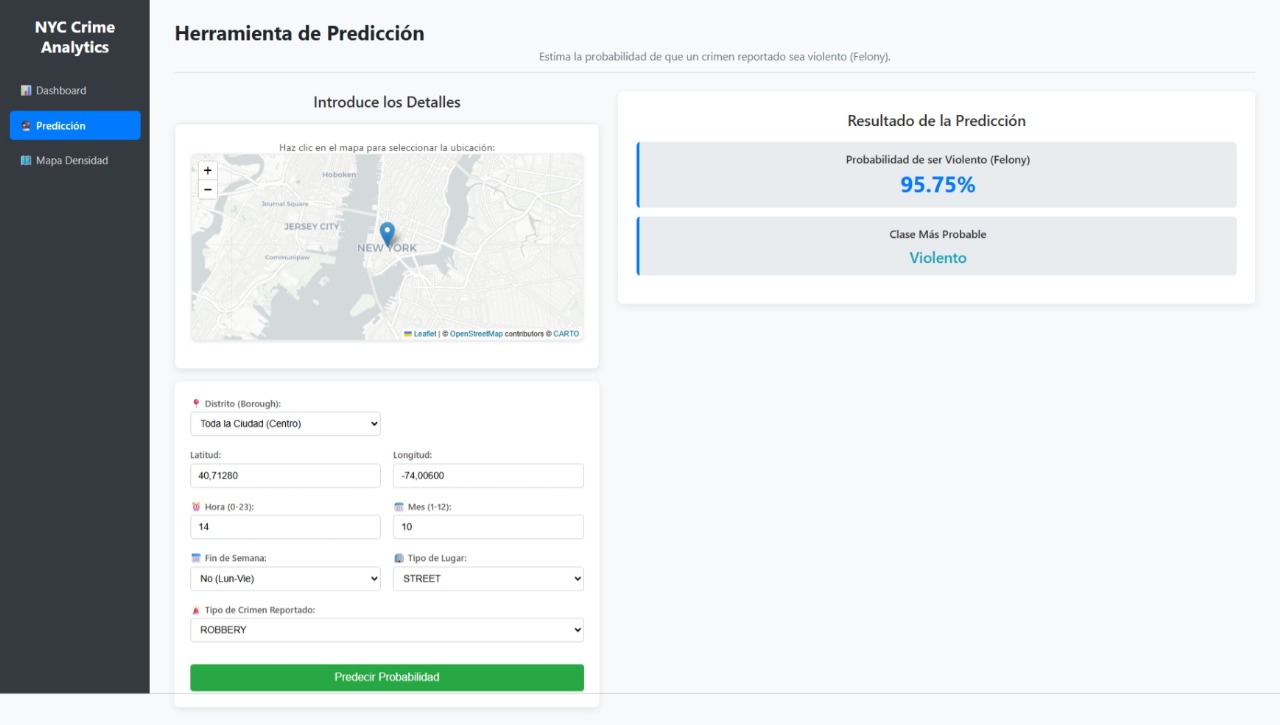 NYC Crime
Analytics
Dashboard
Predicción
Mapa Densidad
Herramienta de Predicción
Estima la probabilidad de que un crimen reportado sea violento (Felony).
Introduce los Detalles
Haz clic en el mapa para seleccionar la ubicación:
+
−
Hoboken
Journal Square
JERSEY CITY
NEW YORK
Communipaw
Leaflet | © OpenStreetMap contributors © CARTO
Distrito (Borough):
Toda la Ciudad (Centro)
Latitud: Longitud:
40,71280 -74,00600
Hora (0-23): Mes (1-12):
14 10
Fin de Semana: Tipo de Lugar:
No (Lun-Vie) STREET
Tipo de Crimen Reportado:
ROBBERY
Predecir Probabilidad
Resultado de la Predicción
Probabilidad de ser Violento (Felony)
95.75%
Clase Más Probable
Violento